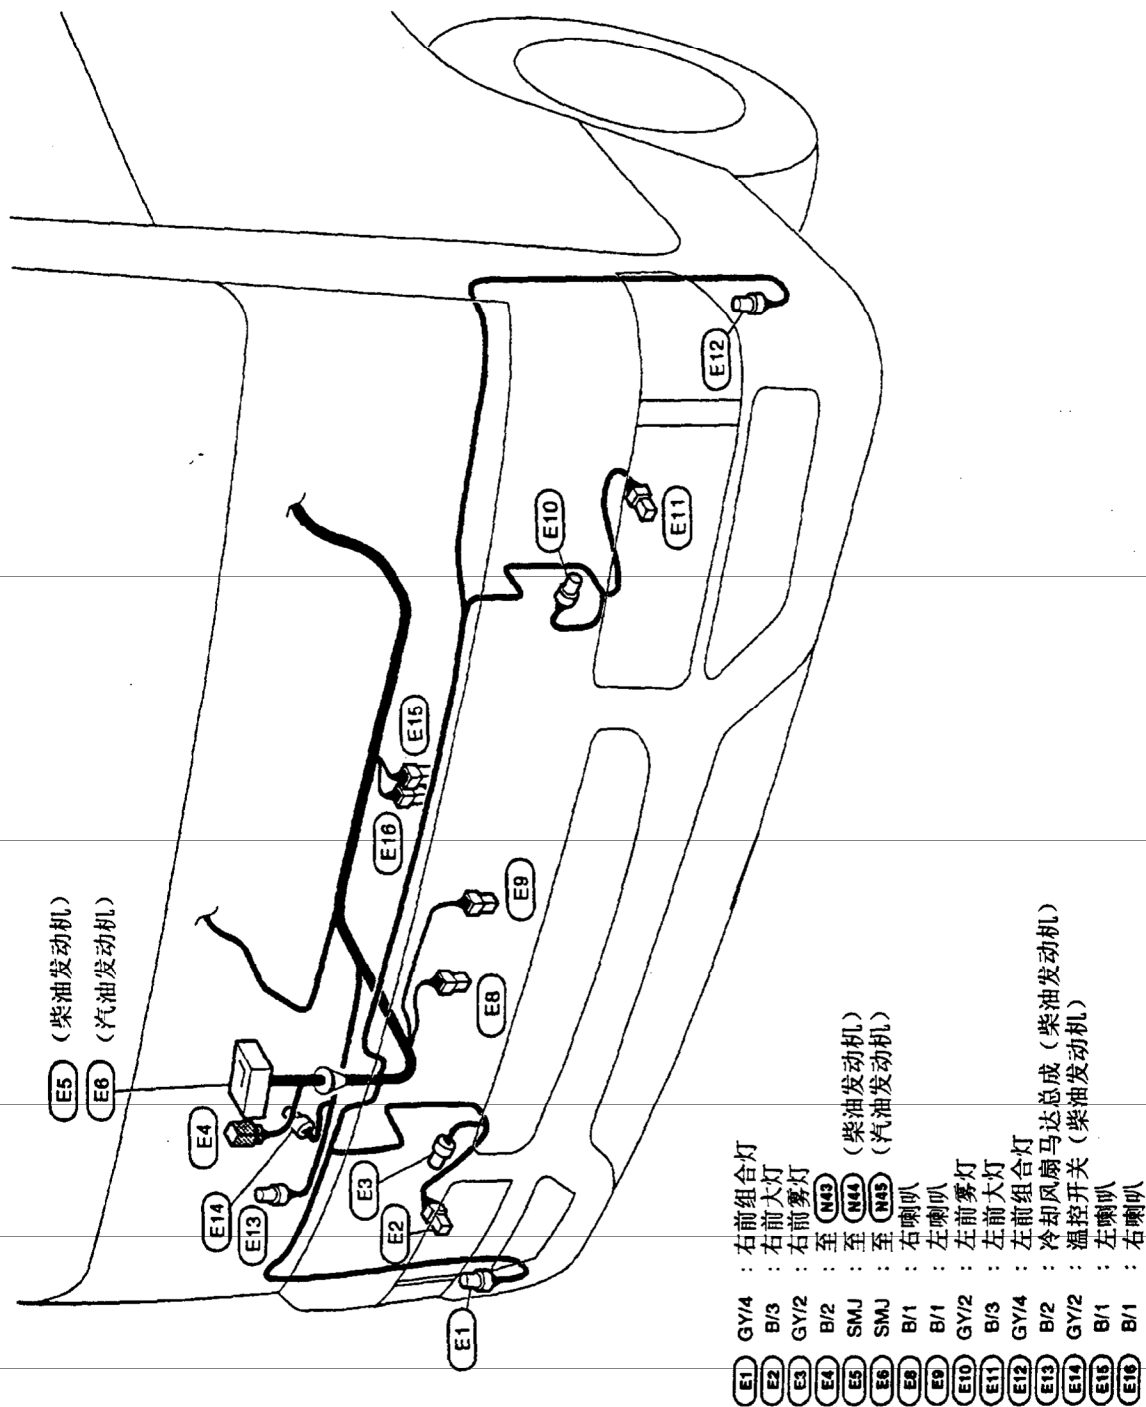 E5 （柴油发动机）
E6 （汽油发动机）
E4
E14
E13
E3
E2
E1
E8
E9
E16
E15
E10
E11
E12
E1 GY/4 : 右前组合灯
E2 B/3 : 右前大灯
E3 GY/2 : 右前雾灯
E4 B/2 : 至 N43
E5 SMJ : 至 N44 （柴油发动机）
E6 SMJ : 至 N45 （汽油发动机）
E8 B/1 : 右喇叭
E9 B/1 : 左喇叭
E10 GY/2 : 左前雾灯
E11 B/3 : 左前大灯
E12 GY/4 : 左前组合灯
E13 B/2 : 冷却风扇马达总成（柴油发动机）
E14 GY/2 : 温控开关（柴油发动机）
E15 B/1 : 左喇叭
E16 B/1 : 右喇叭